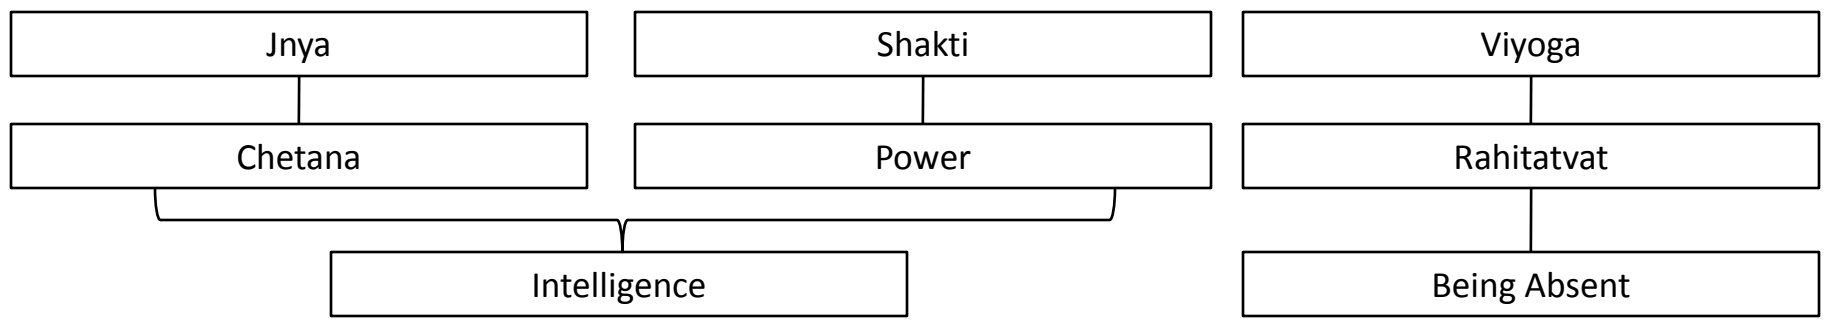 Jnya
Shakti
Viyoga
Chetana
Power
Rahitatvat
Intelligence
Being Absent